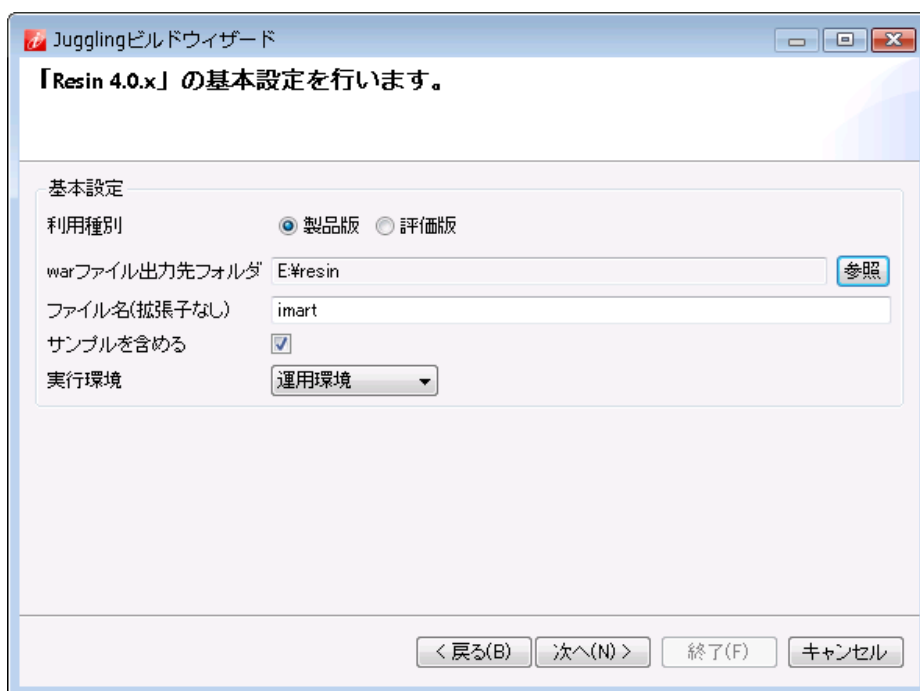 Jugglingビルドウィザード
「Resin 4.0.x」の基本設定を行います。
基本設定
利用種別 製品版 評価版
warファイル出力先フォルダ E:¥resin 参照
ファイル名(拡張子なし) imart
サンプルを含める
実行環境 運用環境
< 戻る(B) 次へ(N) > 終了(F) キャンセル